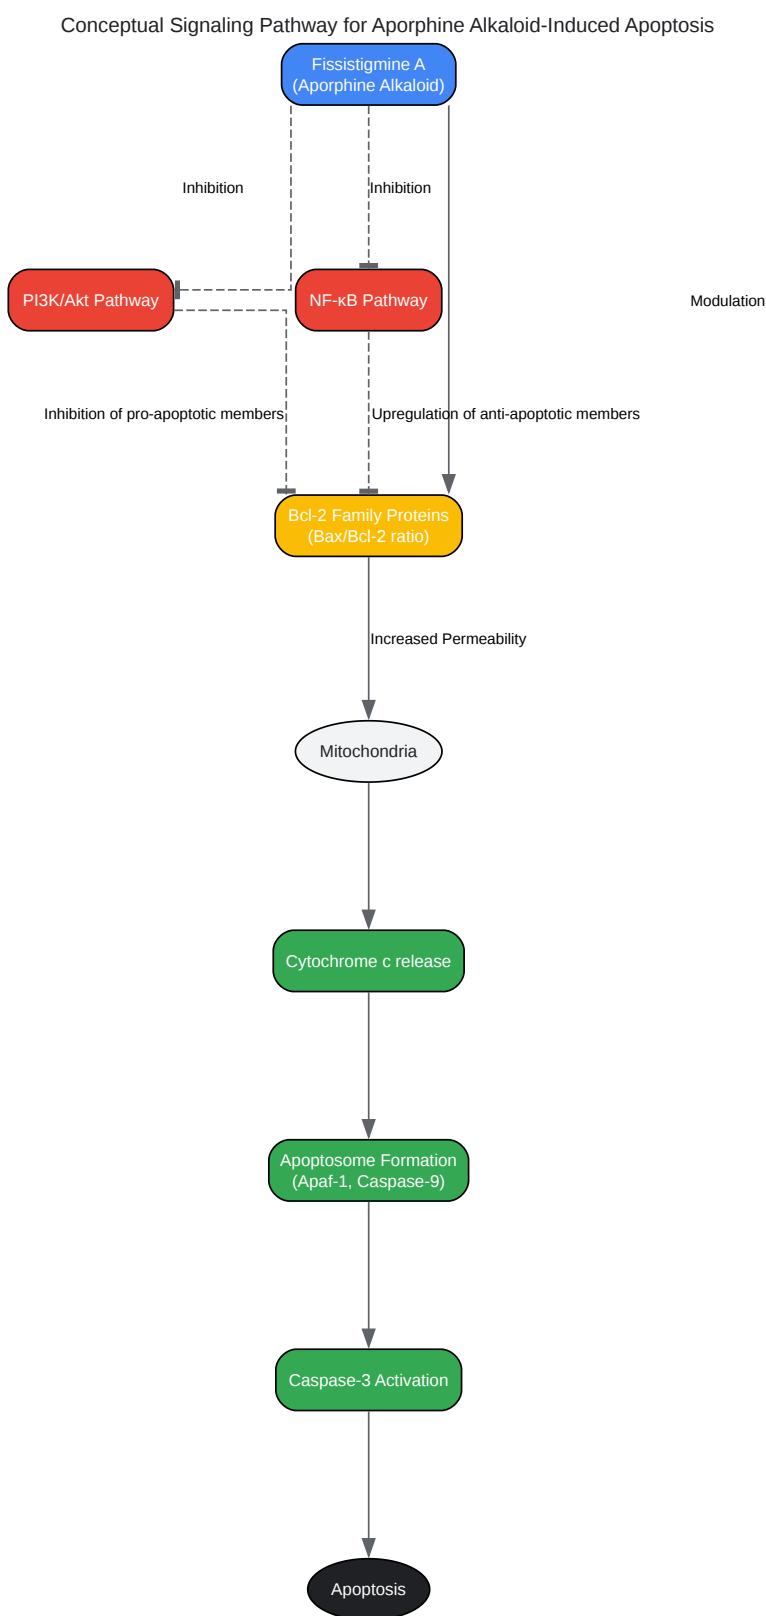 Conceptual Signaling Pathway for Aporphine Alkaloid-Induced Apoptosis
Fissistigmine A
(Aporphine Alkaloid)
Inhibition
Inhibition
PI3K/Akt Pathway
NF-κB Pathway
Modulation
Inhibition of pro-apoptotic members
Upregulation of anti-apoptotic members
Bcl-2 Family Proteins
(Bax/Bcl-2 ratio)
Increased Permeability
Mitochondria
Cytochrome c release
Apoptosome Formation
(Apaf-1, Caspase-9)
Caspase-3 Activation
Apoptosis